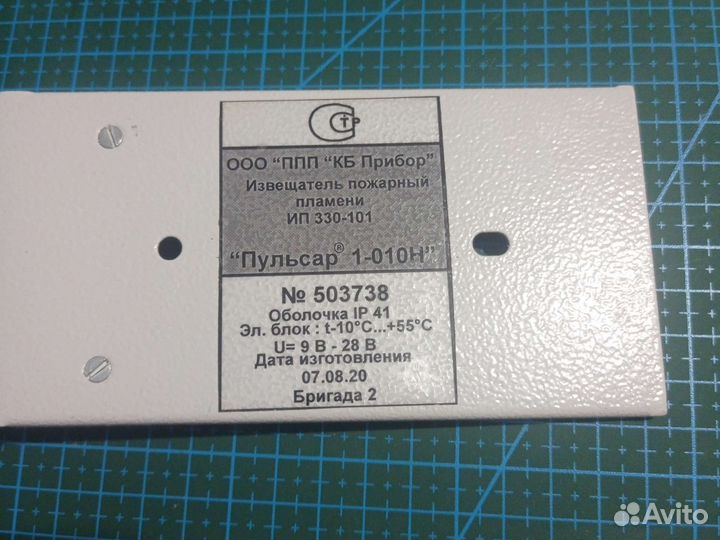 СТР
ООО "ППП "КБ Прибор"
Извещатель пожарный
пламени
ИП 330-101
"Пульсар® 1-010Н"
№ 503738
Оболочка IP 41
Эл. блок : t-10°C...+55°C
U= 9 В - 28 В
Дата изготовления
07.08.20
Бригада 2
Avito